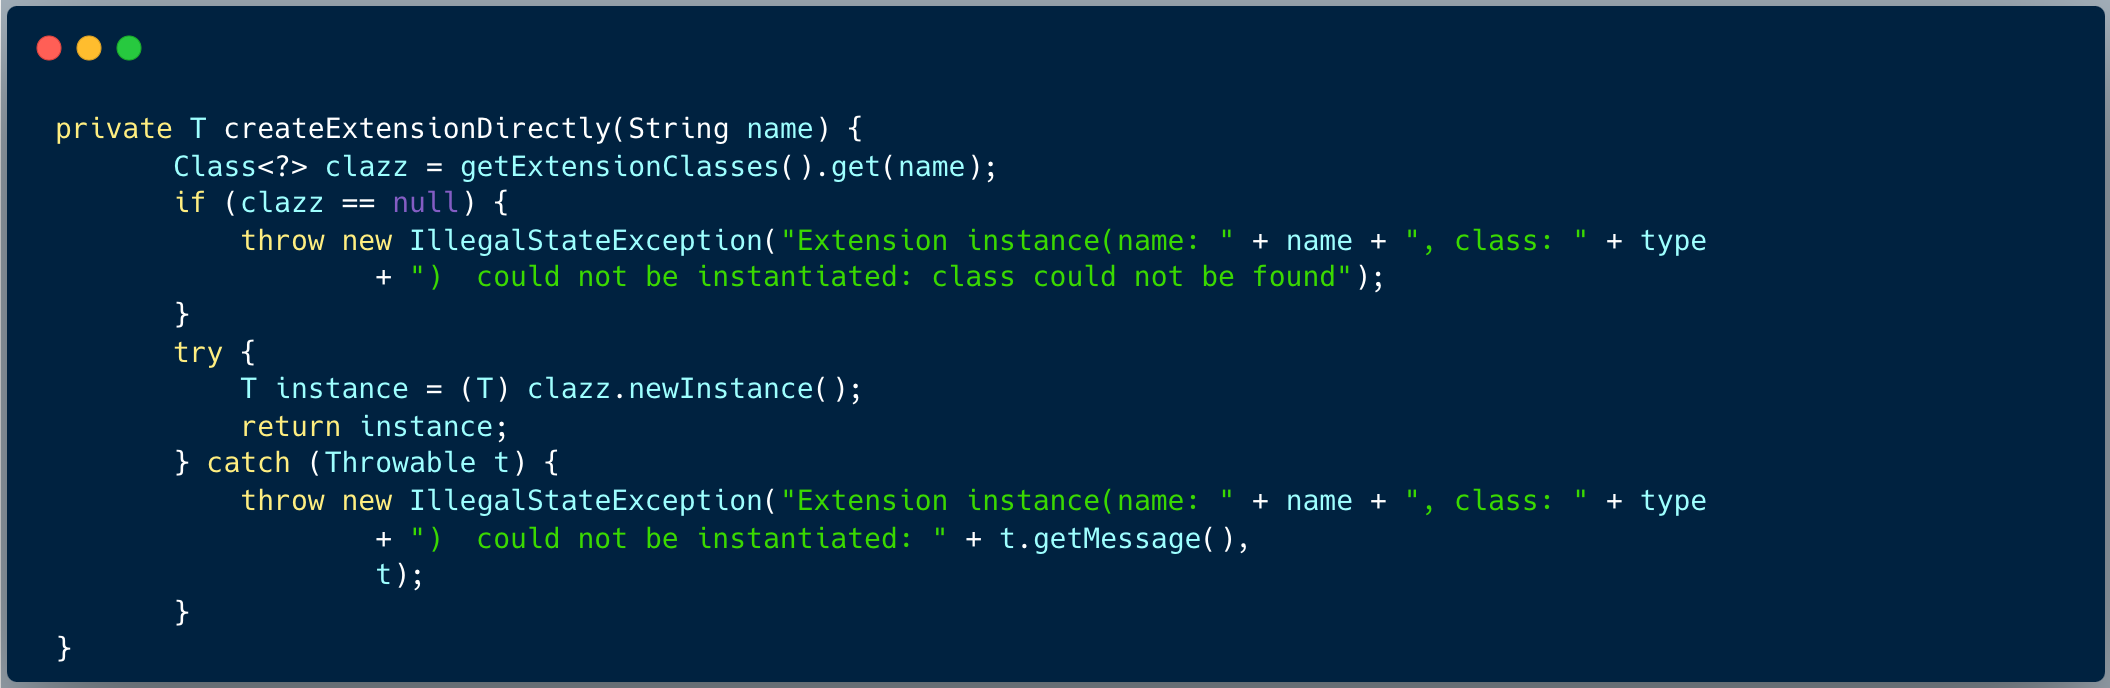 private T createExtensionDirectly(String name) {
Class<?> clazz = getExtensionClasses().get(name);
if (clazz == null) {
throw new IllegalStateException("Extension instance(name: " + name + ", class: " + type
+ ")  could not be instantiated: class could not be found");
}
try {
T instance = (T) clazz.newInstance();
return instance;
} catch (Throwable t) {
throw new IllegalStateException("Extension instance(name: " + name + ", class: " + type
+ ")  could not be instantiated: " + t.getMessage(),
t);
}
}